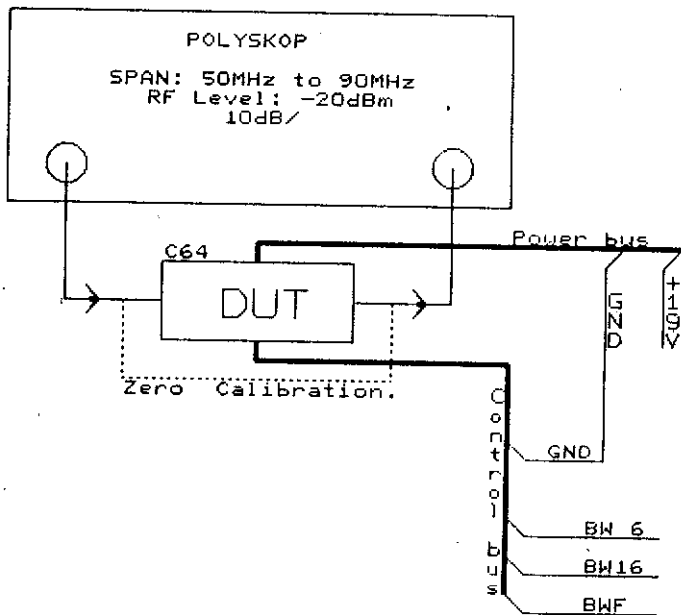 POLYSKOP
SPAN: 50MHz to 90MHz
RF Level: -20dBm
10dB/
Power bus
C64
DUT
GND
+19V
Zero Calibration.
Control bus
GND
BW 6
BW16
BWF